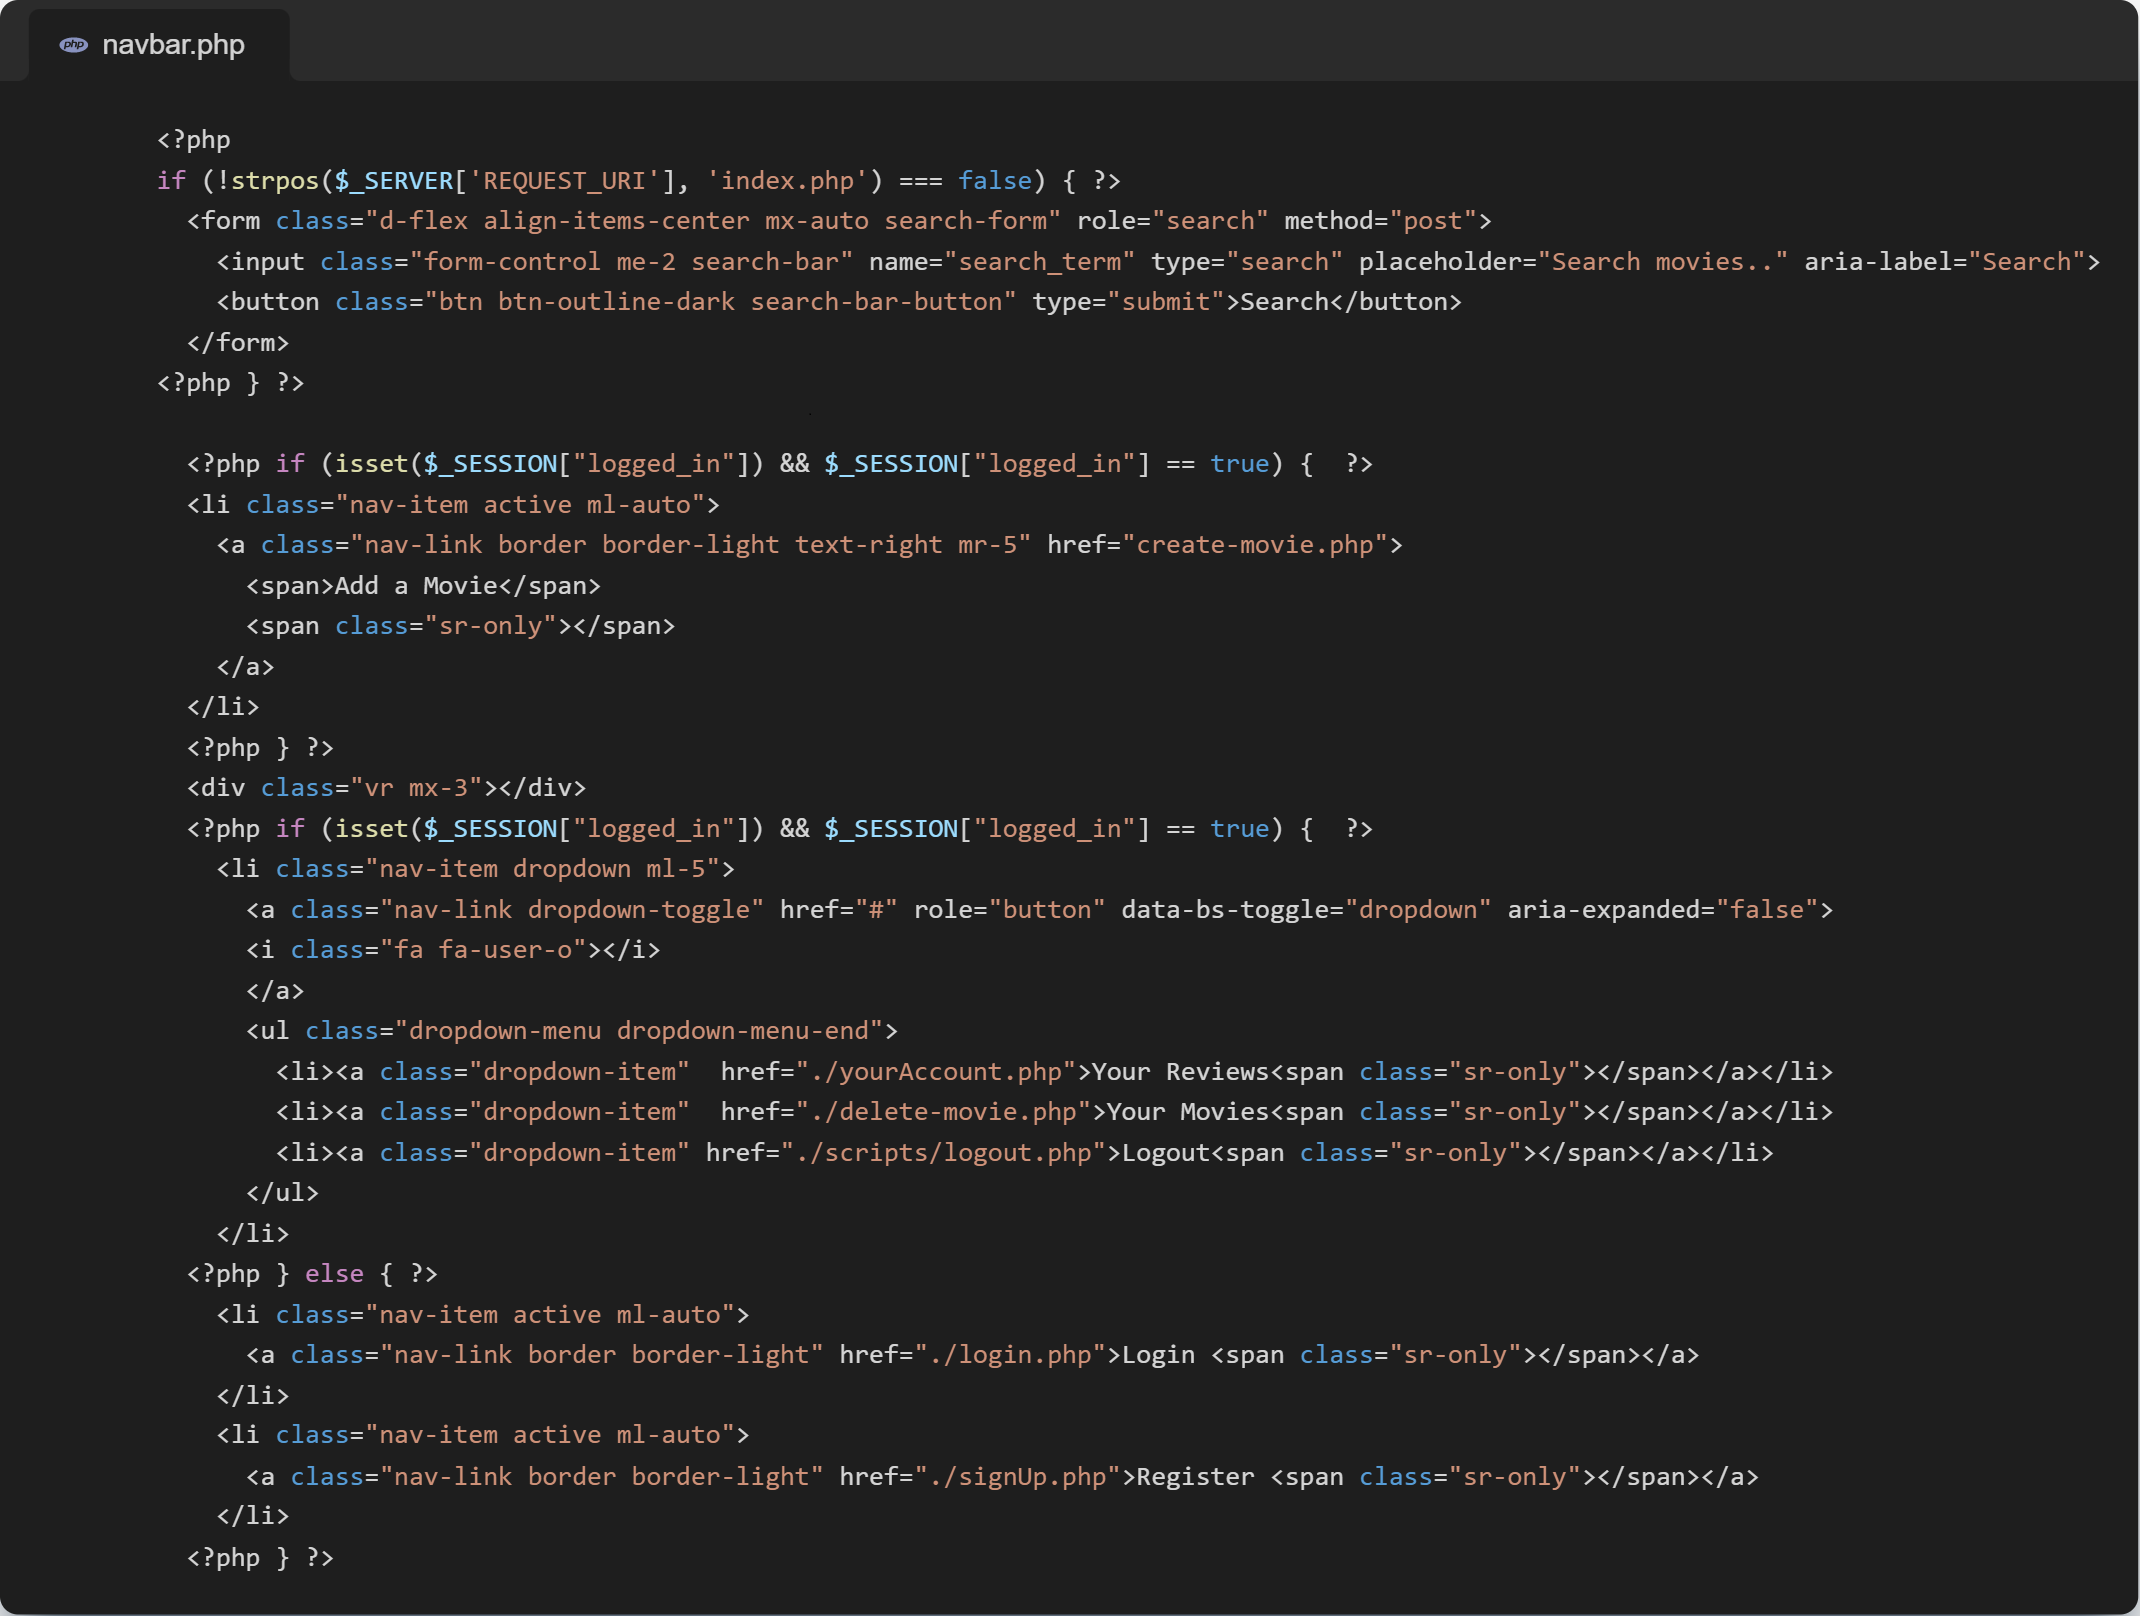 php navbar.php
<?php
if (!strpos($_SERVER['REQUEST_URI'], 'index.php') === false) { ?>
  <form class="d-flex align-items-center mx-auto search-form" role="search" method="post">
    <input class="form-control me-2 search-bar" name="search_term" type="search" placeholder="Search movies.." aria-label="Search">
    <button class="btn btn-outline-dark search-bar-button" type="submit">Search</button>
  </form>
<?php } ?>

  <?php if (isset($_SESSION["logged_in"]) && $_SESSION["logged_in"] == true) {  ?>
  <li class="nav-item active ml-auto">
    <a class="nav-link border border-light text-right mr-5" href="create-movie.php">
      <span>Add a Movie</span>
      <span class="sr-only"></span>
    </a>
  </li>
  <?php } ?>
  <div class="vr mx-3"></div>
  <?php if (isset($_SESSION["logged_in"]) && $_SESSION["logged_in"] == true) {  ?>
    <li class="nav-item dropdown ml-5">
      <a class="nav-link dropdown-toggle" href="#" role="button" data-bs-toggle="dropdown" aria-expanded="false">
      <i class="fa fa-user-o"></i>
      </a>
      <ul class="dropdown-menu dropdown-menu-end">
        <li><a class="dropdown-item"  href="./yourAccount.php">Your Reviews<span class="sr-only"></span></a></li>
        <li><a class="dropdown-item"  href="./delete-movie.php">Your Movies<span class="sr-only"></span></a></li>
        <li><a class="dropdown-item" href="./scripts/logout.php">Logout<span class="sr-only"></span></a></li>
      </ul>
    </li>
  <?php } else { ?>
    <li class="nav-item active ml-auto">
      <a class="nav-link border border-light" href="./login.php">Login <span class="sr-only"></span></a>
    </li>
    <li class="nav-item active ml-auto">
      <a class="nav-link border border-light" href="./signUp.php">Register <span class="sr-only"></span></a>
    </li>
  <?php } ?>